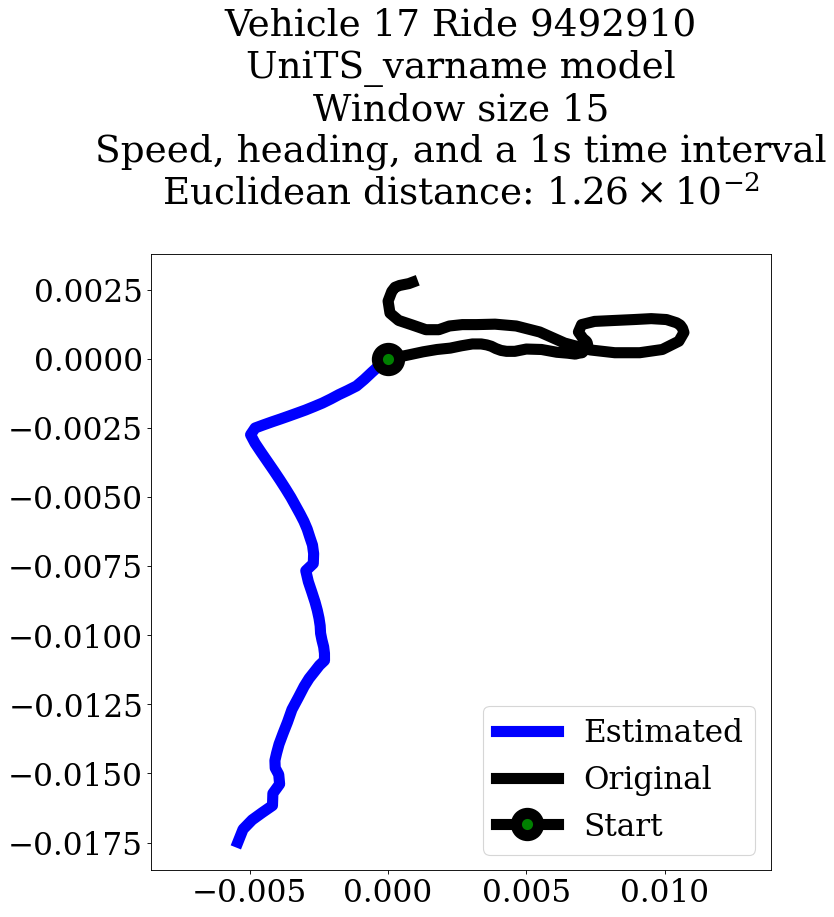 Vehicle 17 Ride 9492910
UniTS_varname model
Window size 15
Speed, heading, and a 1s time interval
Euclidean distance: $1.26 \times 10^{-2}$
0.0025
0.0000
−0.0025
−0.0050
−0.0075
−0.0100
−0.0125
−0.0150
−0.0175
Estimated
Original
Start
−0.005 0.000 0.005 0.010